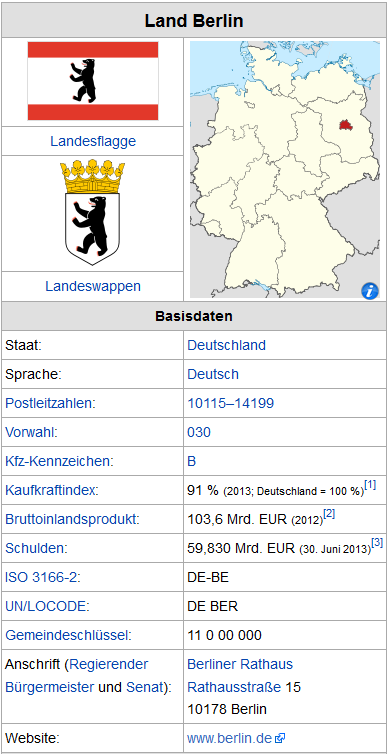 Land Berlin
Landesflagge
Landeswappen
i
Basisdaten
Staat: Deutschland
Sprache: Deutsch
Postleitzahlen: 10115–14199
Vorwahl: 030
Kfz-Kennzeichen: B
Kaufkraftindex: 91 % (2013; Deutschland = 100 %)[1]
Bruttoinlandsprodukt: 103,6 Mrd. EUR (2012)[2]
Schulden: 59,830 Mrd. EUR (30. Juni 2013)[3]
ISO 3166-2: DE-BE
UN/LOCODE: DE BER
Gemeindeschlüssel: 11 0 00 000
Anschrift (Regierender Berliner Rathaus
Bürgermeister und Senat): Rathausstraße 15
10178 Berlin
Website: www.berlin.de